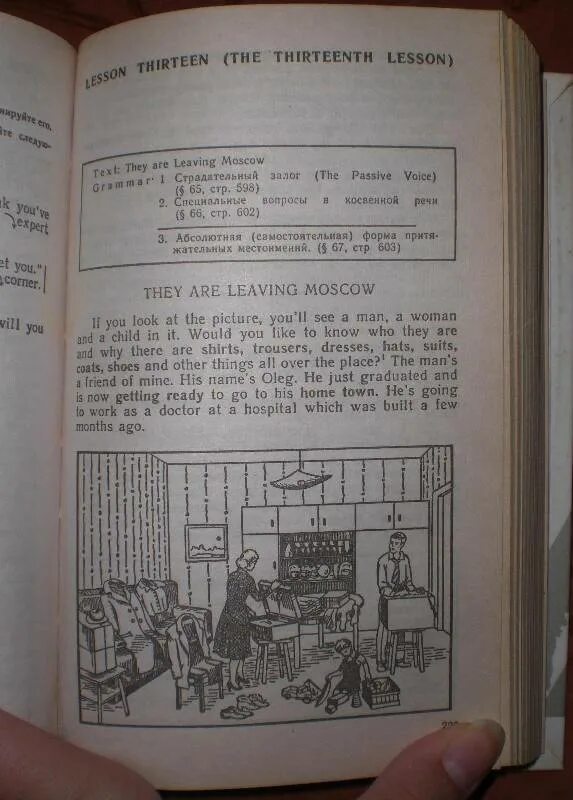 нируйте его.
йте следую-
k you've
expert
et you."
corner.
will you
LESSON THIRTEEN (THE THIRTEENTH LESSON)
Text: They are Leaving Moscow
Grammar: 1 Страдательный залог (The Passive Voice)
(§ 65, стр. 598)
2. Специальные вопросы в косвенной речи
(§ 66, стр. 602)
3. Абсолютная (самостоятельная) форма притя-
жательных местоимений. (§ 67, стр 603)
THEY ARE LEAVING MOSCOW
If you look at the picture, you'll see a man, a woman
and a child in it. Would you like to know who they are
and why there are shirts, trousers, dresses, hats, suits,
coats, shoes and other things all over the place?¹ The man's
a friend of mine. His name's Oleg. He just graduated and
is now getting ready to go to his home town. He's going
to work as a doctor at a hospital which was built a few
months ago.